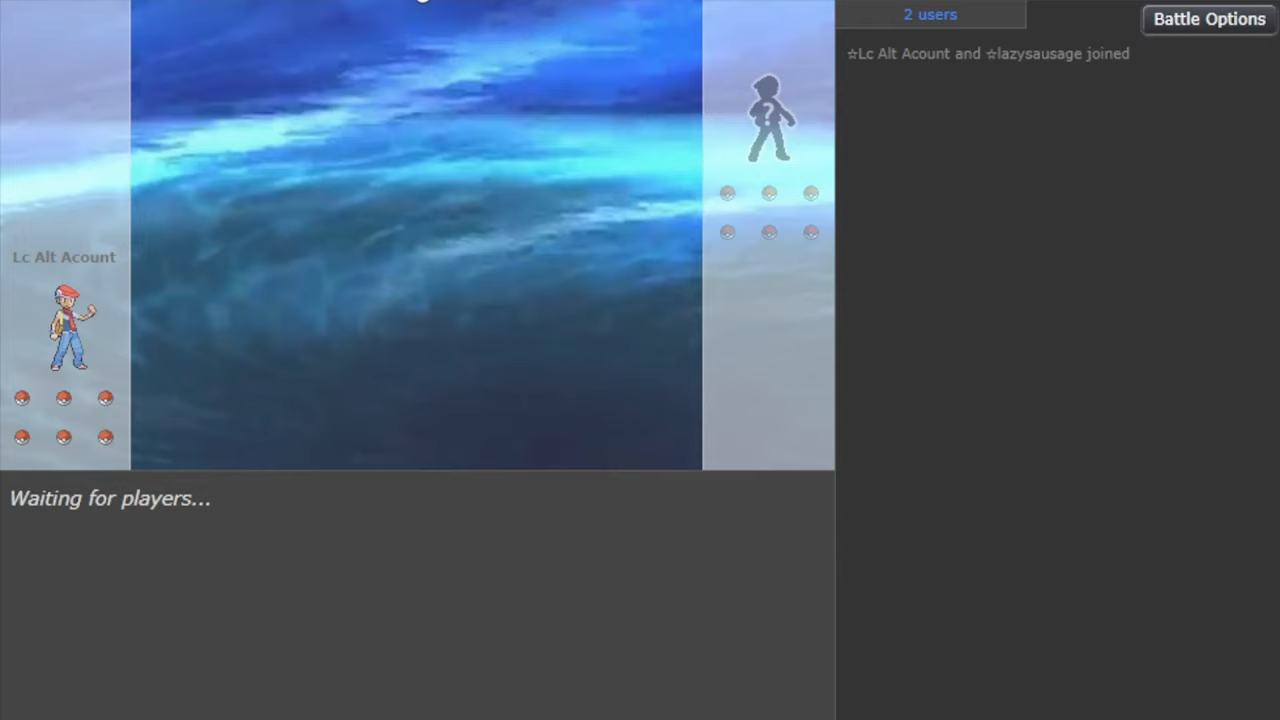 2 users
Battle Options
☆Lc Alt Acount and ☆lazysausage joined
?
Lc Alt Acount
Waiting for players...